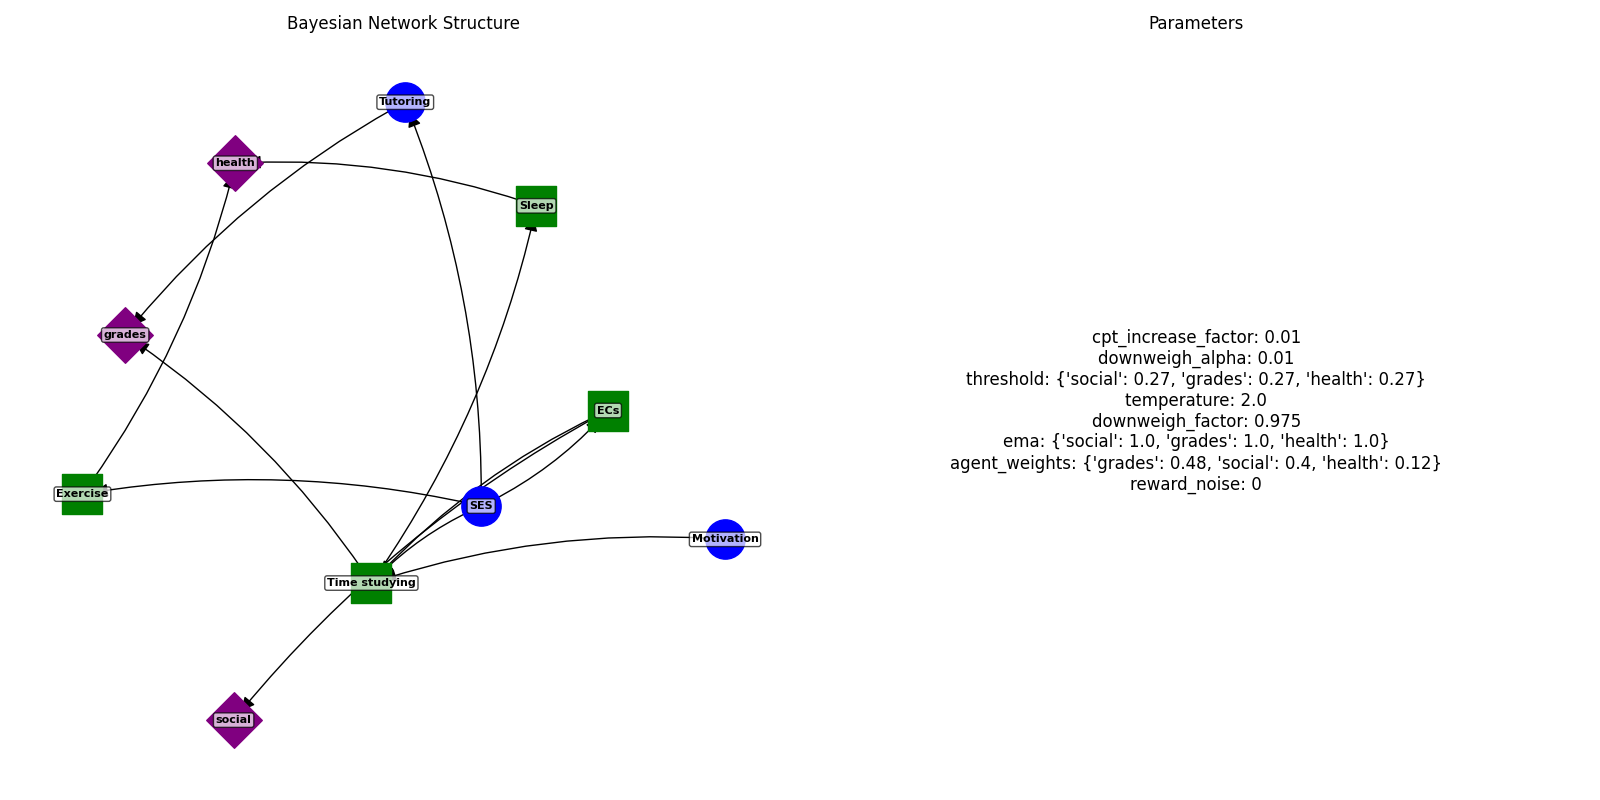 Bayesian Network Structure
Parameters
Tutoring
health
Sleep
grades
ECs
Exercise
SES
Motivation
Time studying
social
cpt_increase_factor: 0.01
downweigh_alpha: 0.01
threshold: {'social': 0.27, 'grades': 0.27, 'health': 0.27}
temperature: 2.0
downweigh_factor: 0.975
ema: {'social': 1.0, 'grades': 1.0, 'health': 1.0}
agent_weights: {'grades': 0.48, 'social': 0.4, 'health': 0.12}
reward_noise: 0